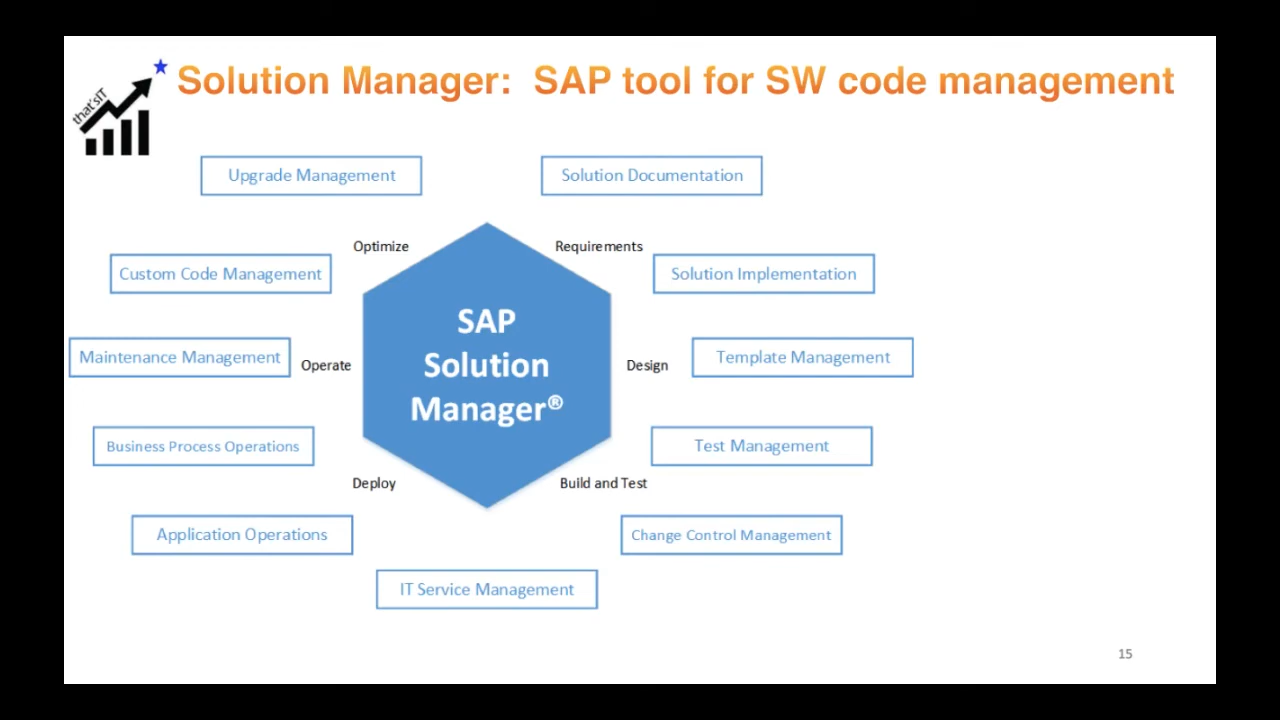 that'sIT
Solution Manager:  SAP tool for SW code management
Upgrade Management
Solution Documentation
Optimize
Requirements
Custom Code Management
Solution Implementation
SAP
Solution
Manager®
Maintenance Management
Operate
Design
Template Management
Business Process Operations
Test Management
Deploy
Build and Test
Application Operations
Change Control Management
IT Service Management
15